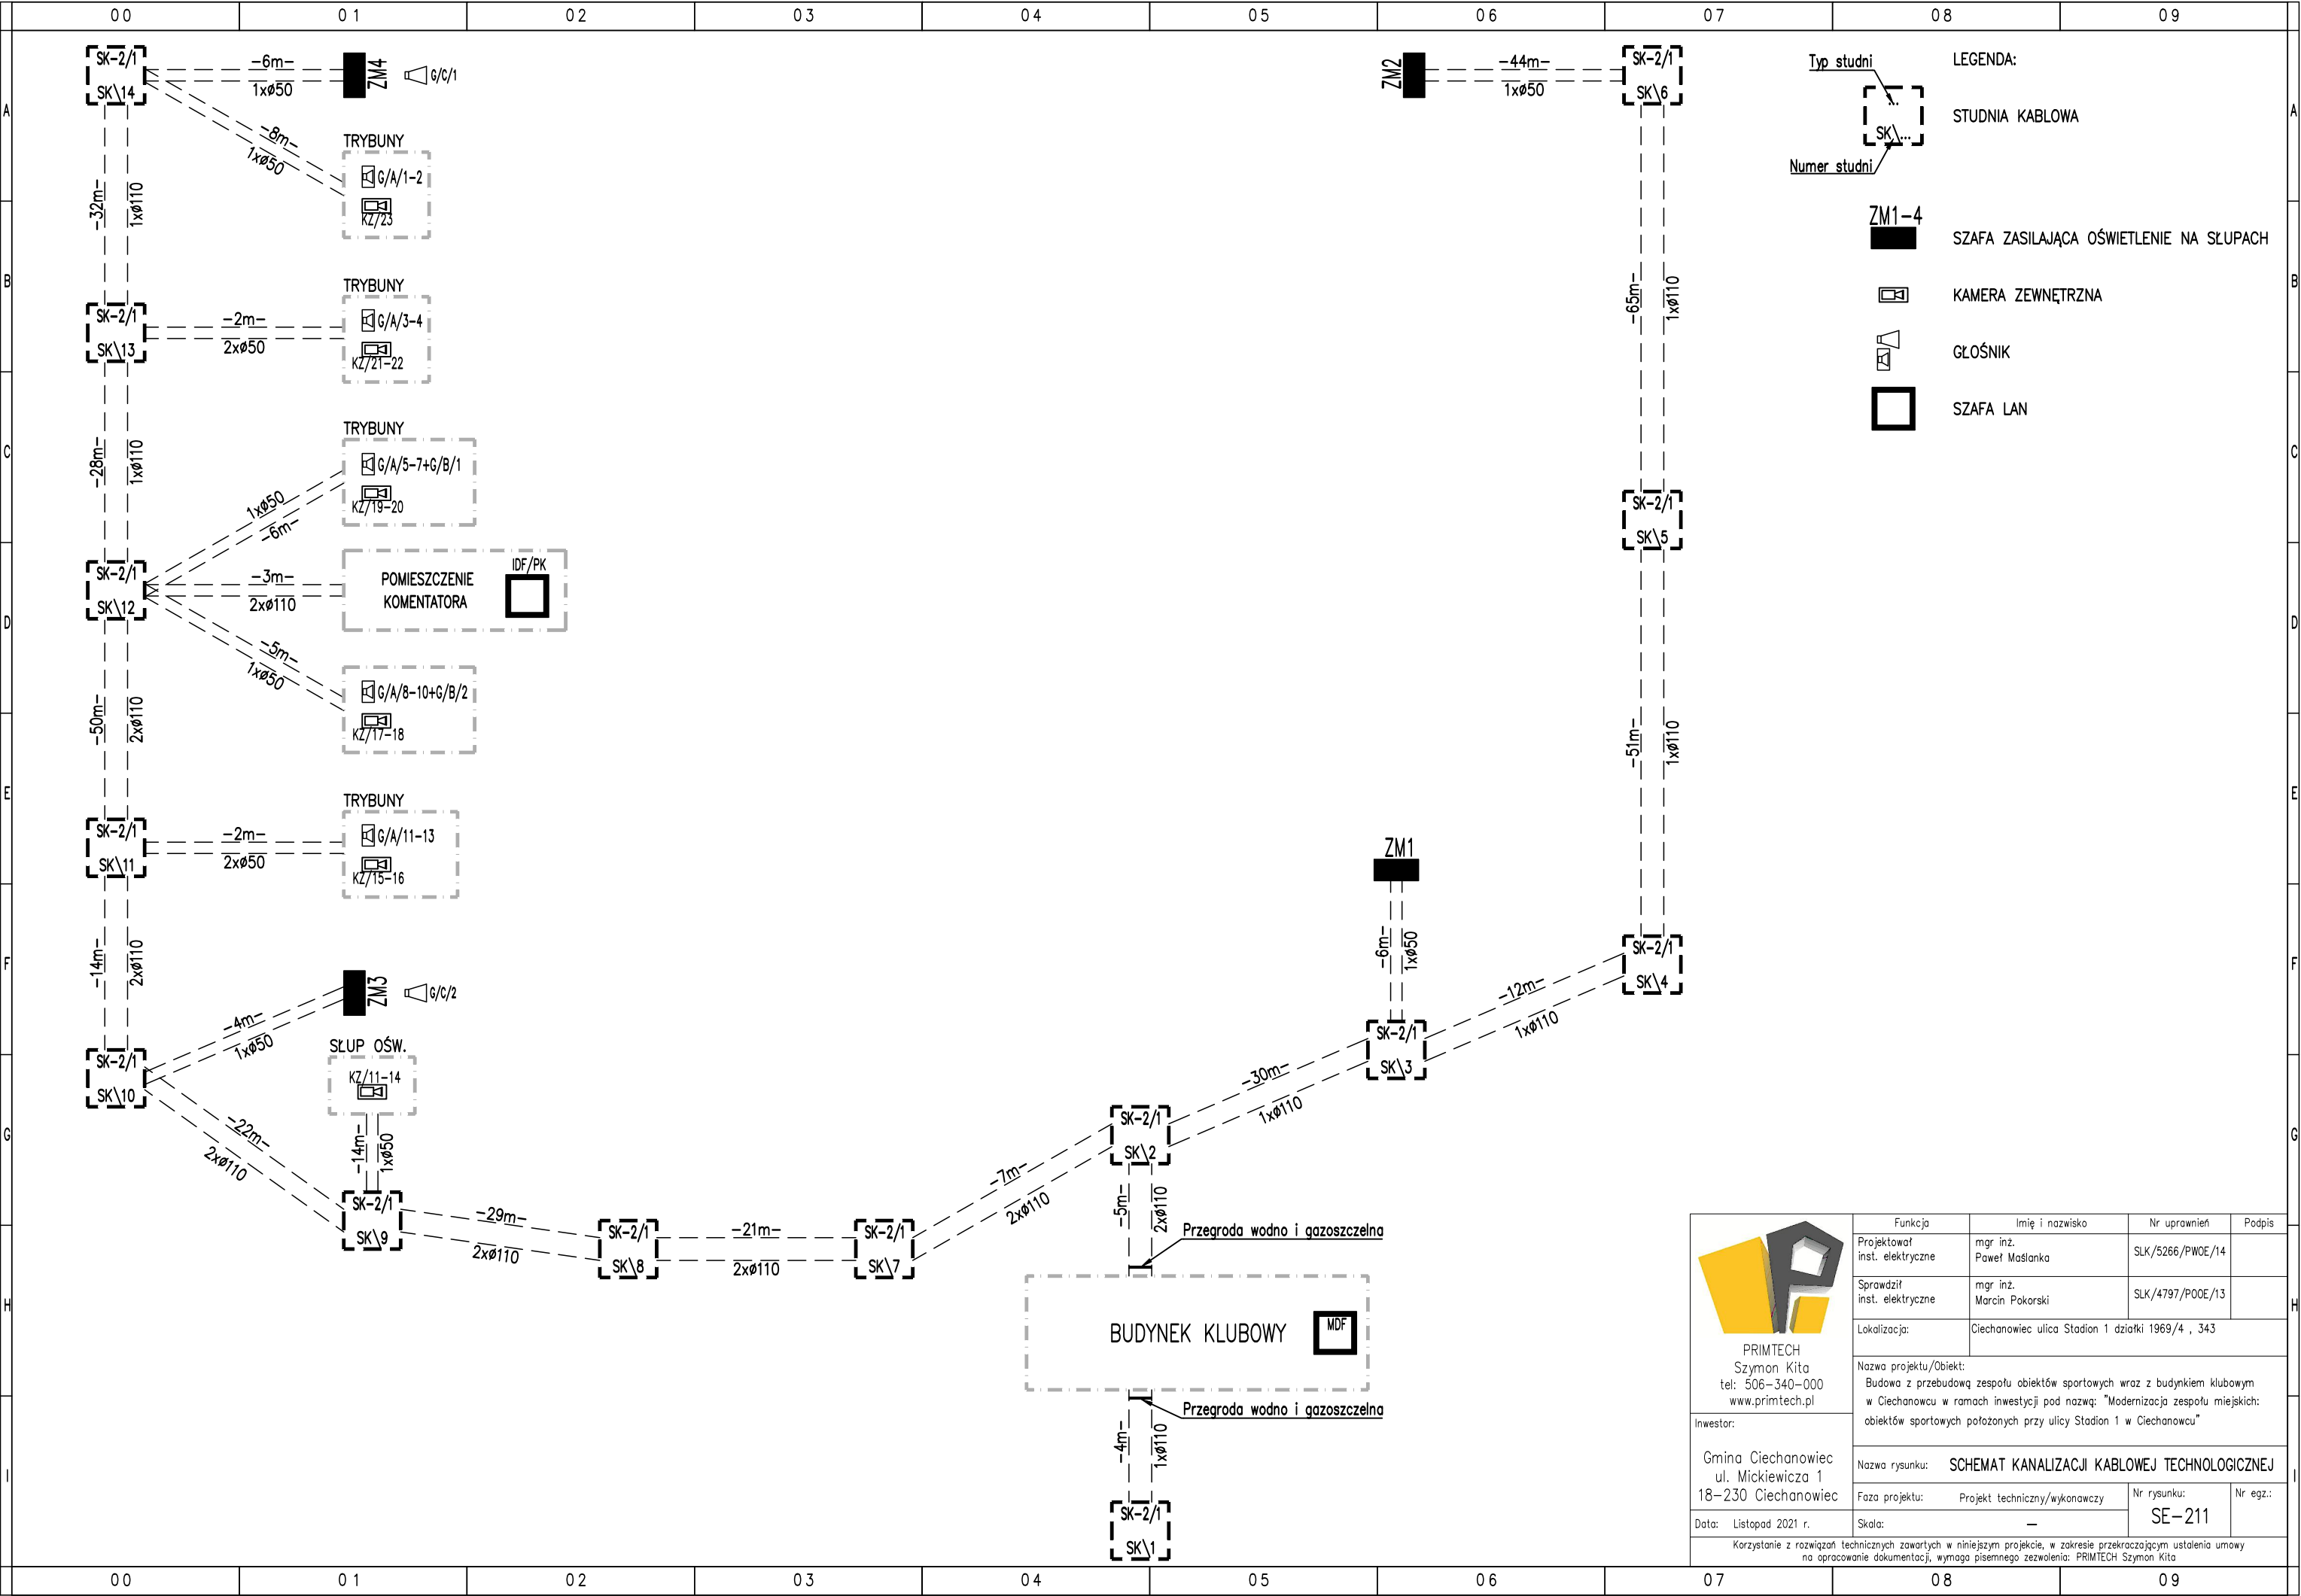 00 01 02 03 04 05 06 07 08 09
A
B
C
D
E
F
G
H
I
A
B
C
D
E
F
G
H
I
SK-2/1
SK\14
-6m-
1xø50
ZM4
G/C/1
-8m-
1xø50
TRYBUNY
G/A/1-2
KZ/23
-32m-
1xø110
SK-2/1
SK\13
-2m-
2xø50
TRYBUNY
G/A/3-4
KZ/21-22
-28m-
1xø110
TRYBUNY
G/A/5-7+G/B/1
KZ/19-20
1xø50
-6m-
SK-2/1
SK\12
-3m-
2xø110
POMIESZCZENIE
KOMENTATORA
IDF/PK
-5m-
1xø50
G/A/8-10+G/B/2
KZ/17-18
-50m-
2xø110
SK-2/1
SK\11
-2m-
2xø50
TRYBUNY
G/A/11-13
KZ/15-16
-14m-
2xø110
ZM3
G/C/2
-4m-
1xø50
SK-2/1
SK\10
SŁUP OŚW.
KZ/11-14
-22m-
2xø110
-14m-
1xø50
SK-2/1
SK\9
-29m-
2xø110
SK-2/1
SK\8
-21m-
2xø110
SK-2/1
SK\7
-7m-
2xø110
SK-2/1
SK\2
-30m-
1xø110
SK-2/1
SK\3
-6m-
1xø50
ZM1
-12m-
1xø110
SK-2/1
SK\4
-51m-
1xø110
SK-2/1
SK\5
-65m-
1xø110
SK-2/1
SK\6
-44m-
1xø50
ZM2
-5m-
2xø110
Przegroda wodno i gazoszczelna
BUDYNEK KLUBOWY
MDF
Przegroda wodno i gazoszczelna
-4m-
1xø110
SK-2/1
SK\1
LEGENDA:
Typ studni
..
SK\...
Numer studni
STUDNIA KABLOWA
ZM1-4
SZAFA ZASILAJĄCA OŚWIETLENIE NA SŁUPACH
KAMERA ZEWNĘTRZNA
GŁOŚNIK
SZAFA LAN
PRIMTECH
Szymon Kita
tel: 506-340-000
www.primtech.pl
Inwestor:
Gmina Ciechanowiec
ul. Mickiewicza 1
18-230 Ciechanowiec
Data: Listopad 2021 r.
Funkcja Imię i nazwisko Nr uprawnień Podpis
Projektował
inst. elektryczne
mgr inż.
Paweł Maślanka
SLK/5266/PWOE/14
Sprawdził
inst. elektryczne
mgr inż.
Marcin Pokorski
SLK/4797/POOE/13
Lokalizacja: Ciechanowiec ulica Stadion 1 działki 1969/4 , 343
Nazwa projektu/Obiekt:
Budowa z przebudową zespołu obiektów sportowych wraz z budynkiem klubowym
w Ciechanowcu w ramach inwestycji pod nazwą: "Modernizacja zespołu miejskich:
obiektów sportowych położonych przy ulicy Stadion 1 w Ciechanowcu"
Nazwa rysunku: SCHEMAT KANALIZACJI KABLOWEJ TECHNOLOGICZNEJ
Faza projektu: Projekt techniczny/wykonawczy
Nr rysunku:
SE-211
Nr egz.:
Skala: —
Korzystanie z rozwiązań technicznych zawartych w niniejszym projekcie, w zakresie przekraczającym ustalenia umowy
na opracowanie dokumentacji, wymaga pisemnego zezwolenia: PRIMTECH Szymon Kita
00 01 02 03 04 05 06 07 08 09